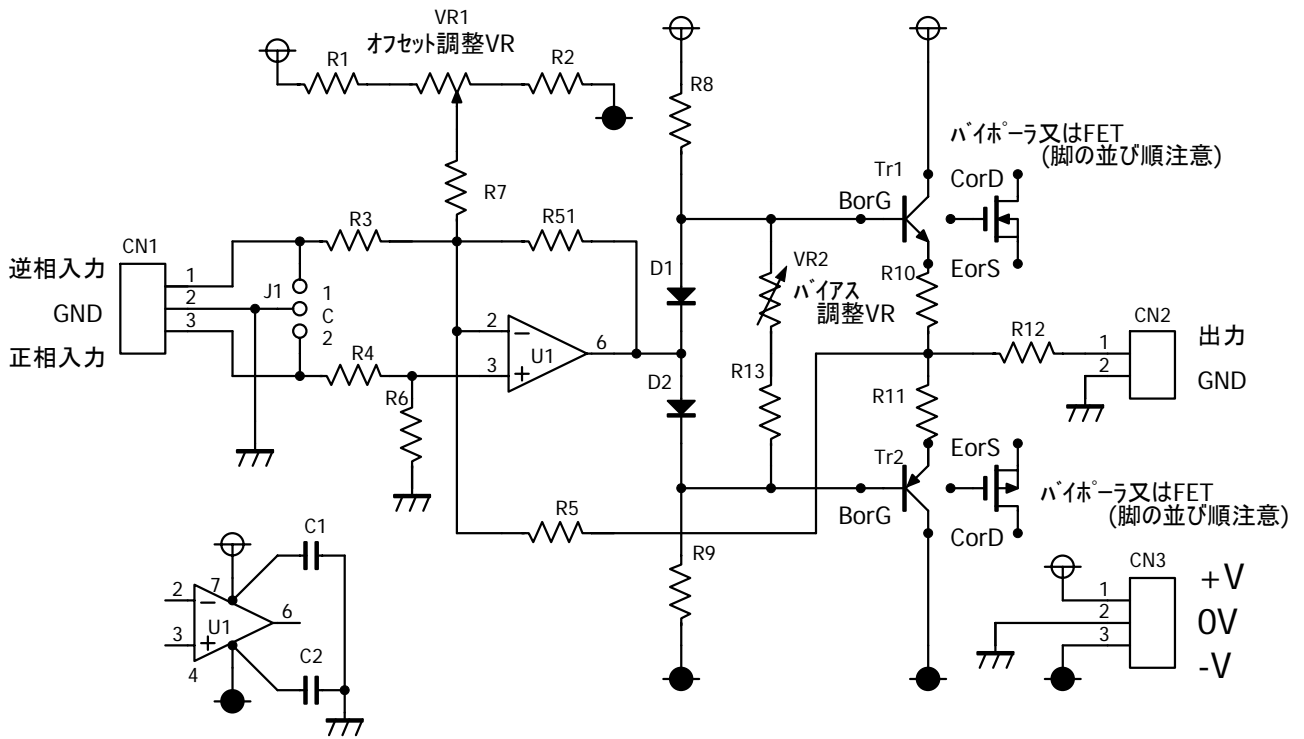 VR1
オフセット調整VR
R1
R2
R8
バイポーラ又はFET
(脚の並び順注意)
Tr1
CorD
R7
BorG
R3
R51
CN1
逆相入力
1
GND
2
3
正相入力
J1
1
C
2
D1
VR2
バイアス
調整VR
R10
EorS
CN2
R12
1
出力
2
GND
2
3
6
U1
R4
D2
R13
R11
R6
Tr2
EorS
バイポーラ又はFET
(脚の並び順注意)
BorG
CorD
R5
R9
C1
7
2
3
6
U1
4
C2
CN3
1
+V
2
0V
3
-V